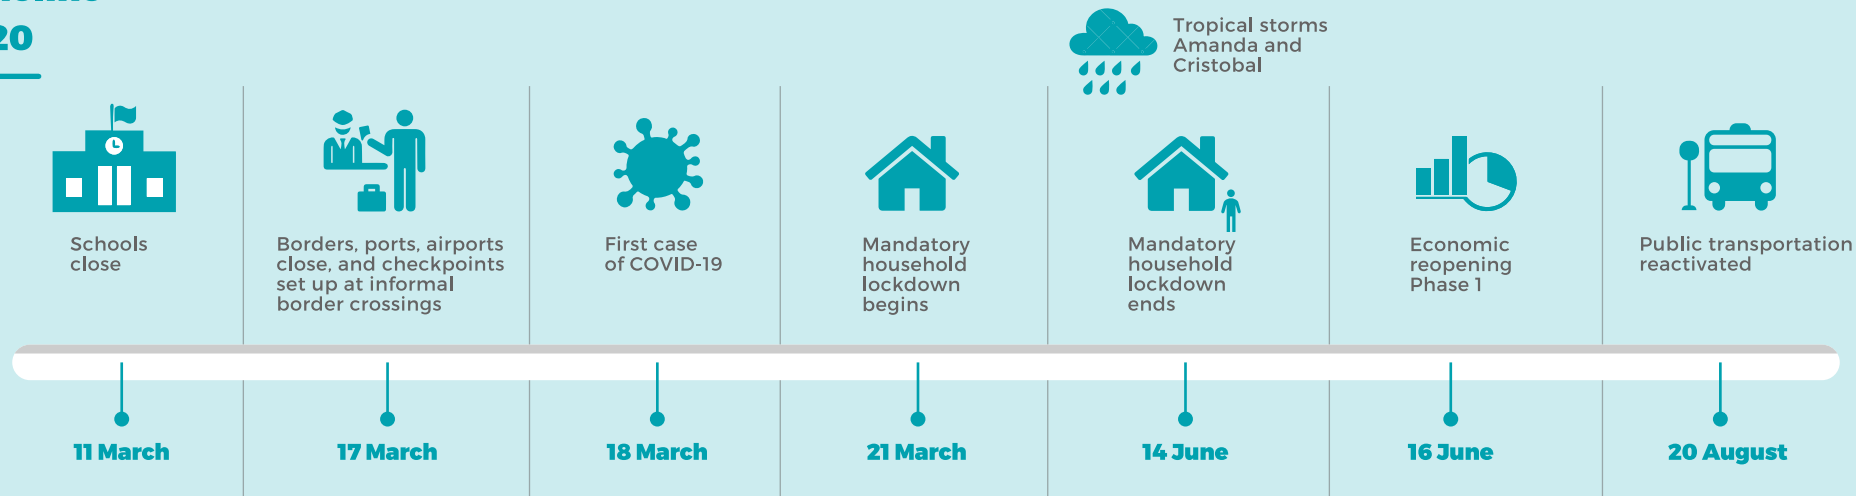 20
Tropical storms
Amanda and
Cristobal
Schools
close
Borders, ports, airports
close, and checkpoints
set up at informal
border crossings
First case
of COVID-19
Mandatory
household
lockdown
begins
Mandatory
household
lockdown
ends
Economic
reopening
Phase 1
Public transportation
reactivated
11 March
17 March
18 March
21 March
14 June
16 June
20 August